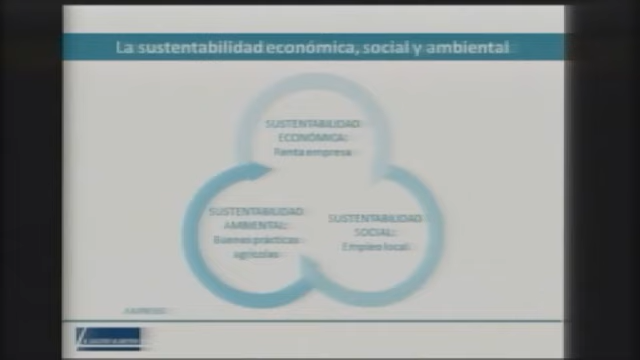 La sustentabilidad económica, social y ambiental
SUSTENTABILIDAD
ECONÓMICA:
Renta empresa
SUSTENTABILIDAD
AMBIENTAL:
Buenas prácticas
agrícolas
SUSTENTABILIDAD
SOCIAL:
Empleo local